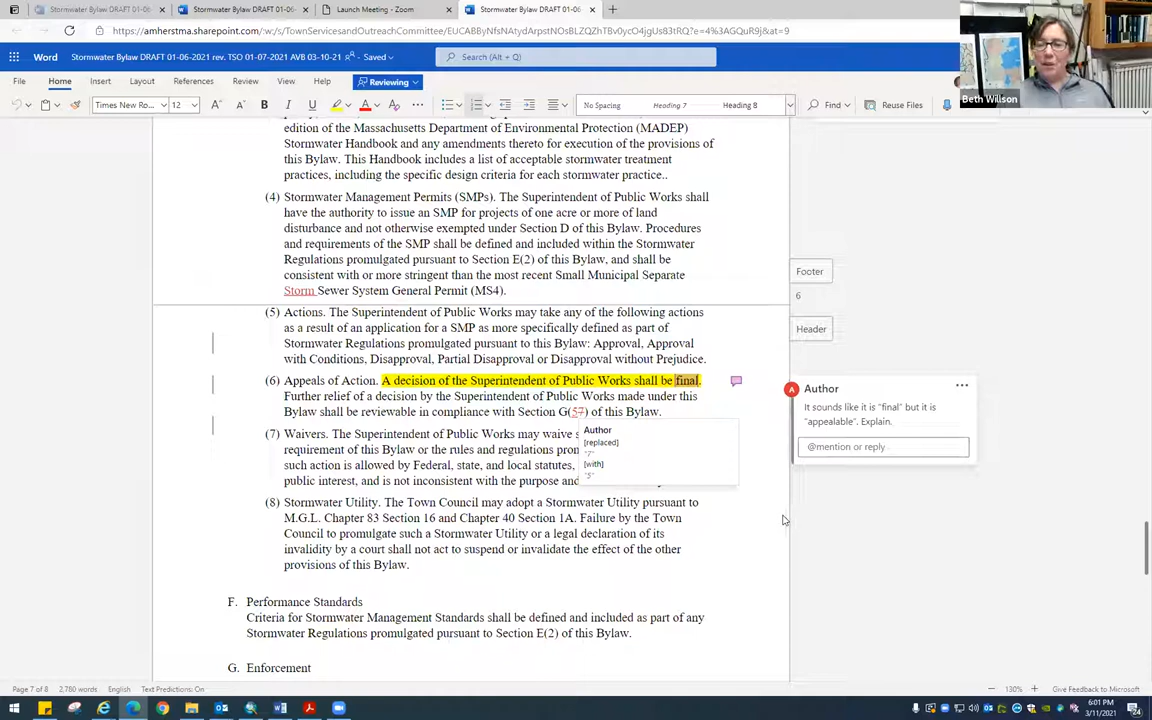 Stormwater Bylaw DRAFT 01-06
Stormwater Bylaw DRAFT 01-06-
Launch Meeting - Zoom
Stormwater Bylaw DRAFT 01-06
https://amherstma.sharepoint.com/
Word
Stormwater Bylaw DRAFT 01-06-2021 rev. TSO 01-07-2021 AVB 03-10-21 - Saved
Search (Alt + Q)
Beth Willson
File Home Insert Layout References Review View Help Reviewing
Times New Ro... 12
B I U
No Spacing Heading 7 Heading 8
Find Reuse Files
edition of the Massachusetts Department of Environmental Protection (MADEP)
Stormwater Handbook and any amendments thereto for execution of the provisions of
this Bylaw. This Handbook includes a list of acceptable stormwater treatment
practices, including the specific design criteria for each stormwater practice..
(4) Stormwater Management Permits (SMPs). The Superintendent of Public Works shall
have the authority to issue an SMP for projects of one acre or more of land
disturbance and not otherwise exempted under Section D of this Bylaw. Procedures
and requirements of the SMP shall be defined and included within the Stormwater
Regulations promulgated pursuant to Section E(2) of this Bylaw, and shall be
consistent with or more stringent than the most recent Small Municipal Separate
Storm Sewer System General Permit (MS4).
Footer
6
Header
(5) Actions. The Superintendent of Public Works may take any of the following actions
as a result of an application for a SMP as more specifically defined as part of
Stormwater Regulations promulgated pursuant to this Bylaw: Approval, Approval
with Conditions, Disapproval, Partial Disapproval or Disapproval without Prejudice.
(6) Appeals of Action. A decision of the Superintendent of Public Works shall be final.
Further relief of a decision by the Superintendent of Public Works made under this
Bylaw shall be reviewable in compliance with Section G(57) of this Bylaw.
A Author
It sounds like it is "final" but it is
"appealable". Explain.
@mention or reply
Author
[replaced]
"7"
[with]
"5"
(7) Waivers. The Superintendent of Public Works may waive s
requirement of this Bylaw or the rules and regulations pron
such action is allowed by Federal, state, and local statutes,
public interest, and is not inconsistent with the purpose and
(8) Stormwater Utility. The Town Council may adopt a Stormwater Utility pursuant to
M.G.L. Chapter 83 Section 16 and Chapter 40 Section 1A. Failure by the Town
Council to promulgate such a Stormwater Utility or a legal declaration of its
invalidity by a court shall not act to suspend or invalidate the effect of the other
provisions of this Bylaw.
F. Performance Standards
Criteria for Stormwater Management Standards shall be defined and included as part of any
Stormwater Regulations promulgated pursuant to Section E(2) of this Bylaw.
G. Enforcement
Page 7 of 8 2,780 words English Text Predictions: On
130% Give Feedback to Microsoft
6:01 PM
3/11/2021